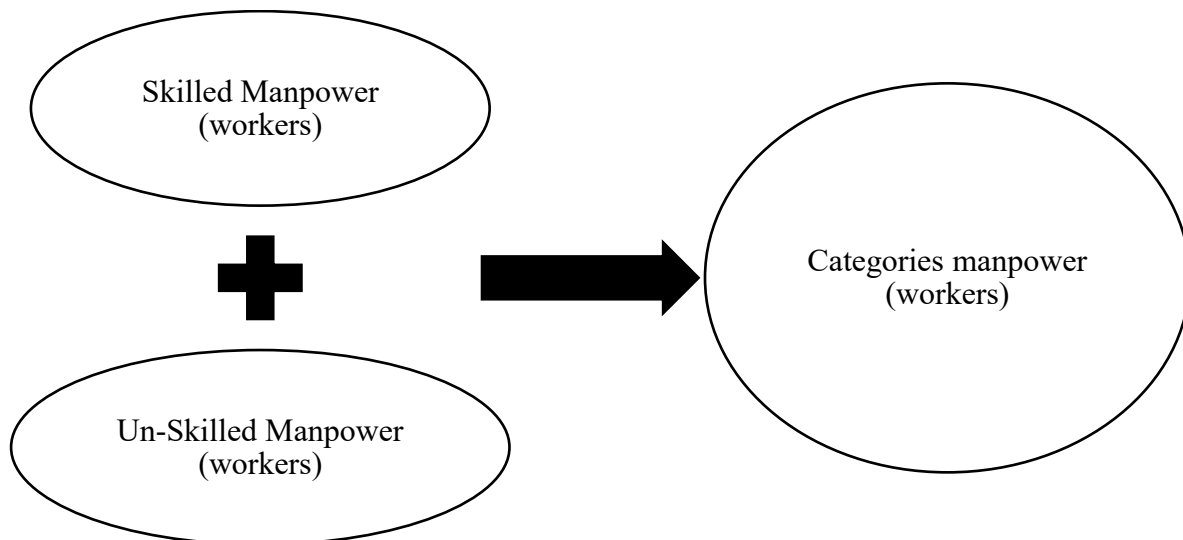 Skilled Manpower
(workers)
Un-Skilled Manpower
(workers)
Categories manpower
(workers)